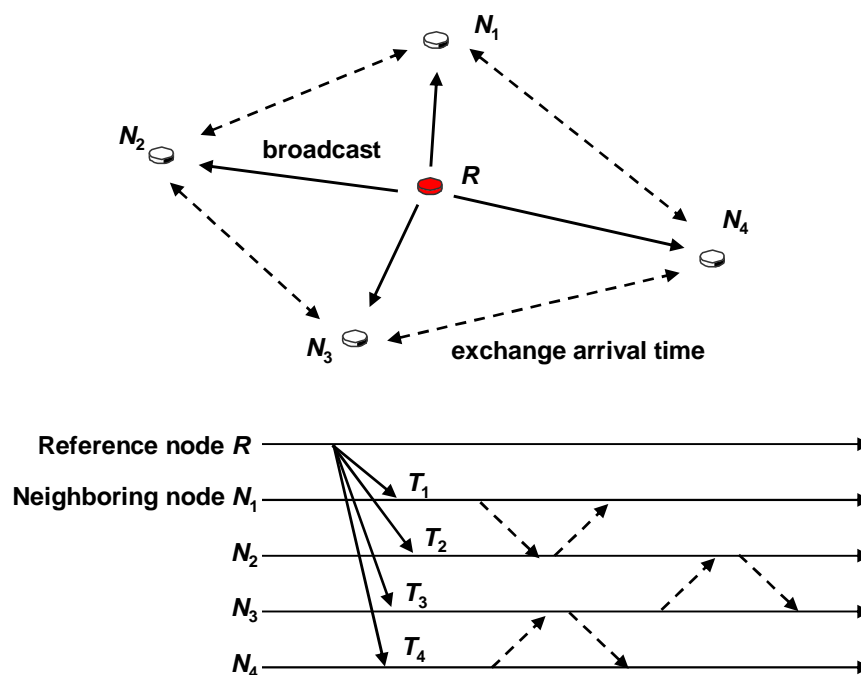 N1
N2
broadcast
R
N4
N3
exchange arrival time
Reference node R
Neighboring node N1
T1
N2
T2
N3
T3
N4
T4